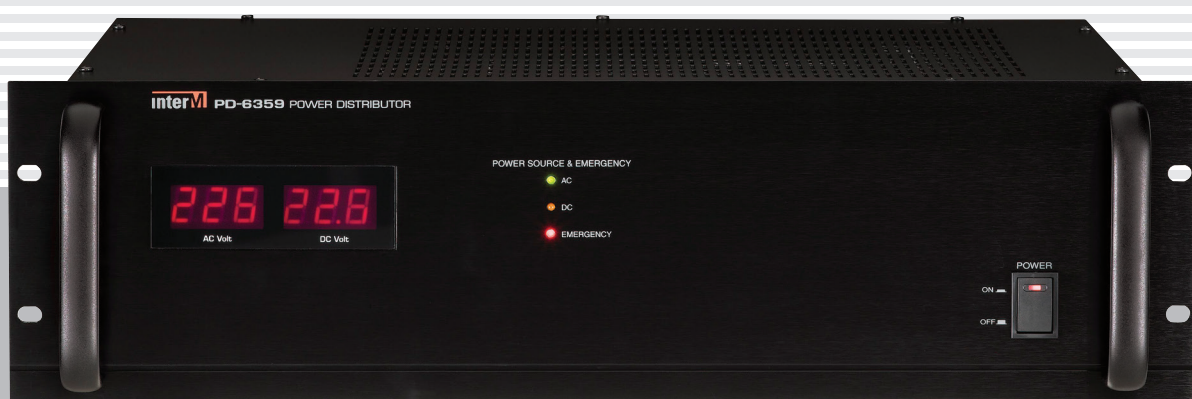 interM PD-6359 POWER DISTRIBUTOR
POWER SOURCE & EMERGENCY
AC
DC
EMERGENCY
228 22.8
AC Volt DC Volt
POWER
ON
OFF